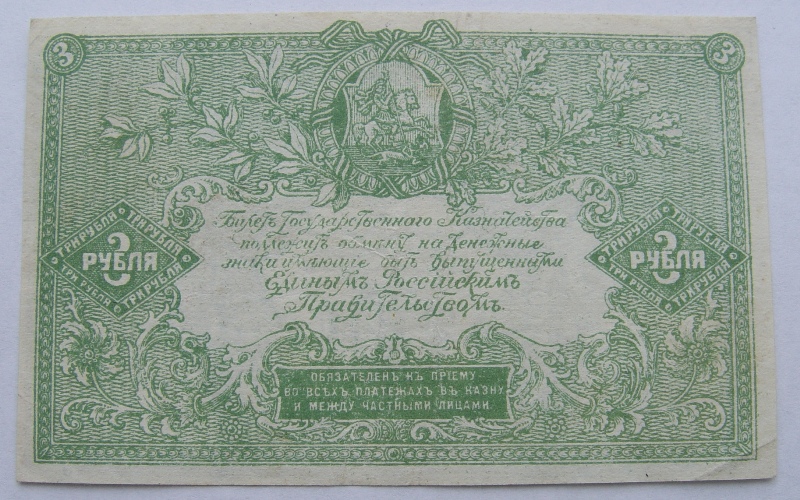 3 3
Билетъ Государственнаго Казначейства
подлежитъ обмѣну на денежные
знаки имѣющіе быть выпущенными
Единымъ Россійскимъ
Правительствомъ.
ТРИ РУБЛЯ ТРИ РУБЛЯ
3 РУБЛЯ
ТРИ РУБЛЯ ТРИ РУБЛЯ
ТРИ РУБЛЯ ТРИ РУБЛЯ
3 РУБЛЯ
ТРИ РУБЛЯ ТРИ РУБЛЯ
ОБЯЗАТЕЛЕНЪ КЪ ПРІЕМУ
ВО ВСѢХЪ ПЛАТЕЖАХЪ ВЪ КАЗНУ
И МЕЖДУ ЧАСТНЫМИ ЛИЦАМИ.